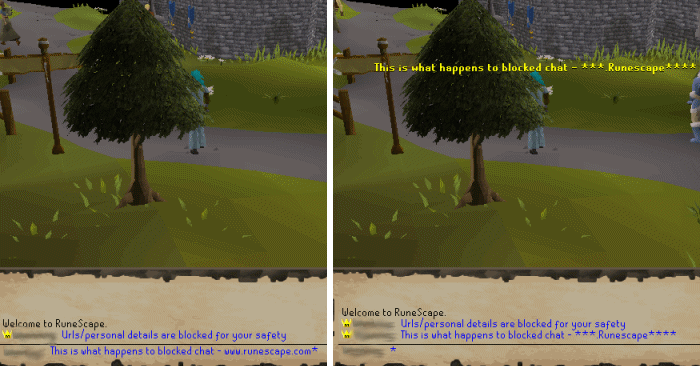 Welcome to RuneScape.
Urls/personal details are blocked for your safety
This is what happens to blocked chat - www.runescape.com*
This is what happens to blocked chat - ***.Runescape****
Welcome to RuneScape.
Urls/personal details are blocked for your safety
This is what happens to blocked chat - ***.Runescape****
*